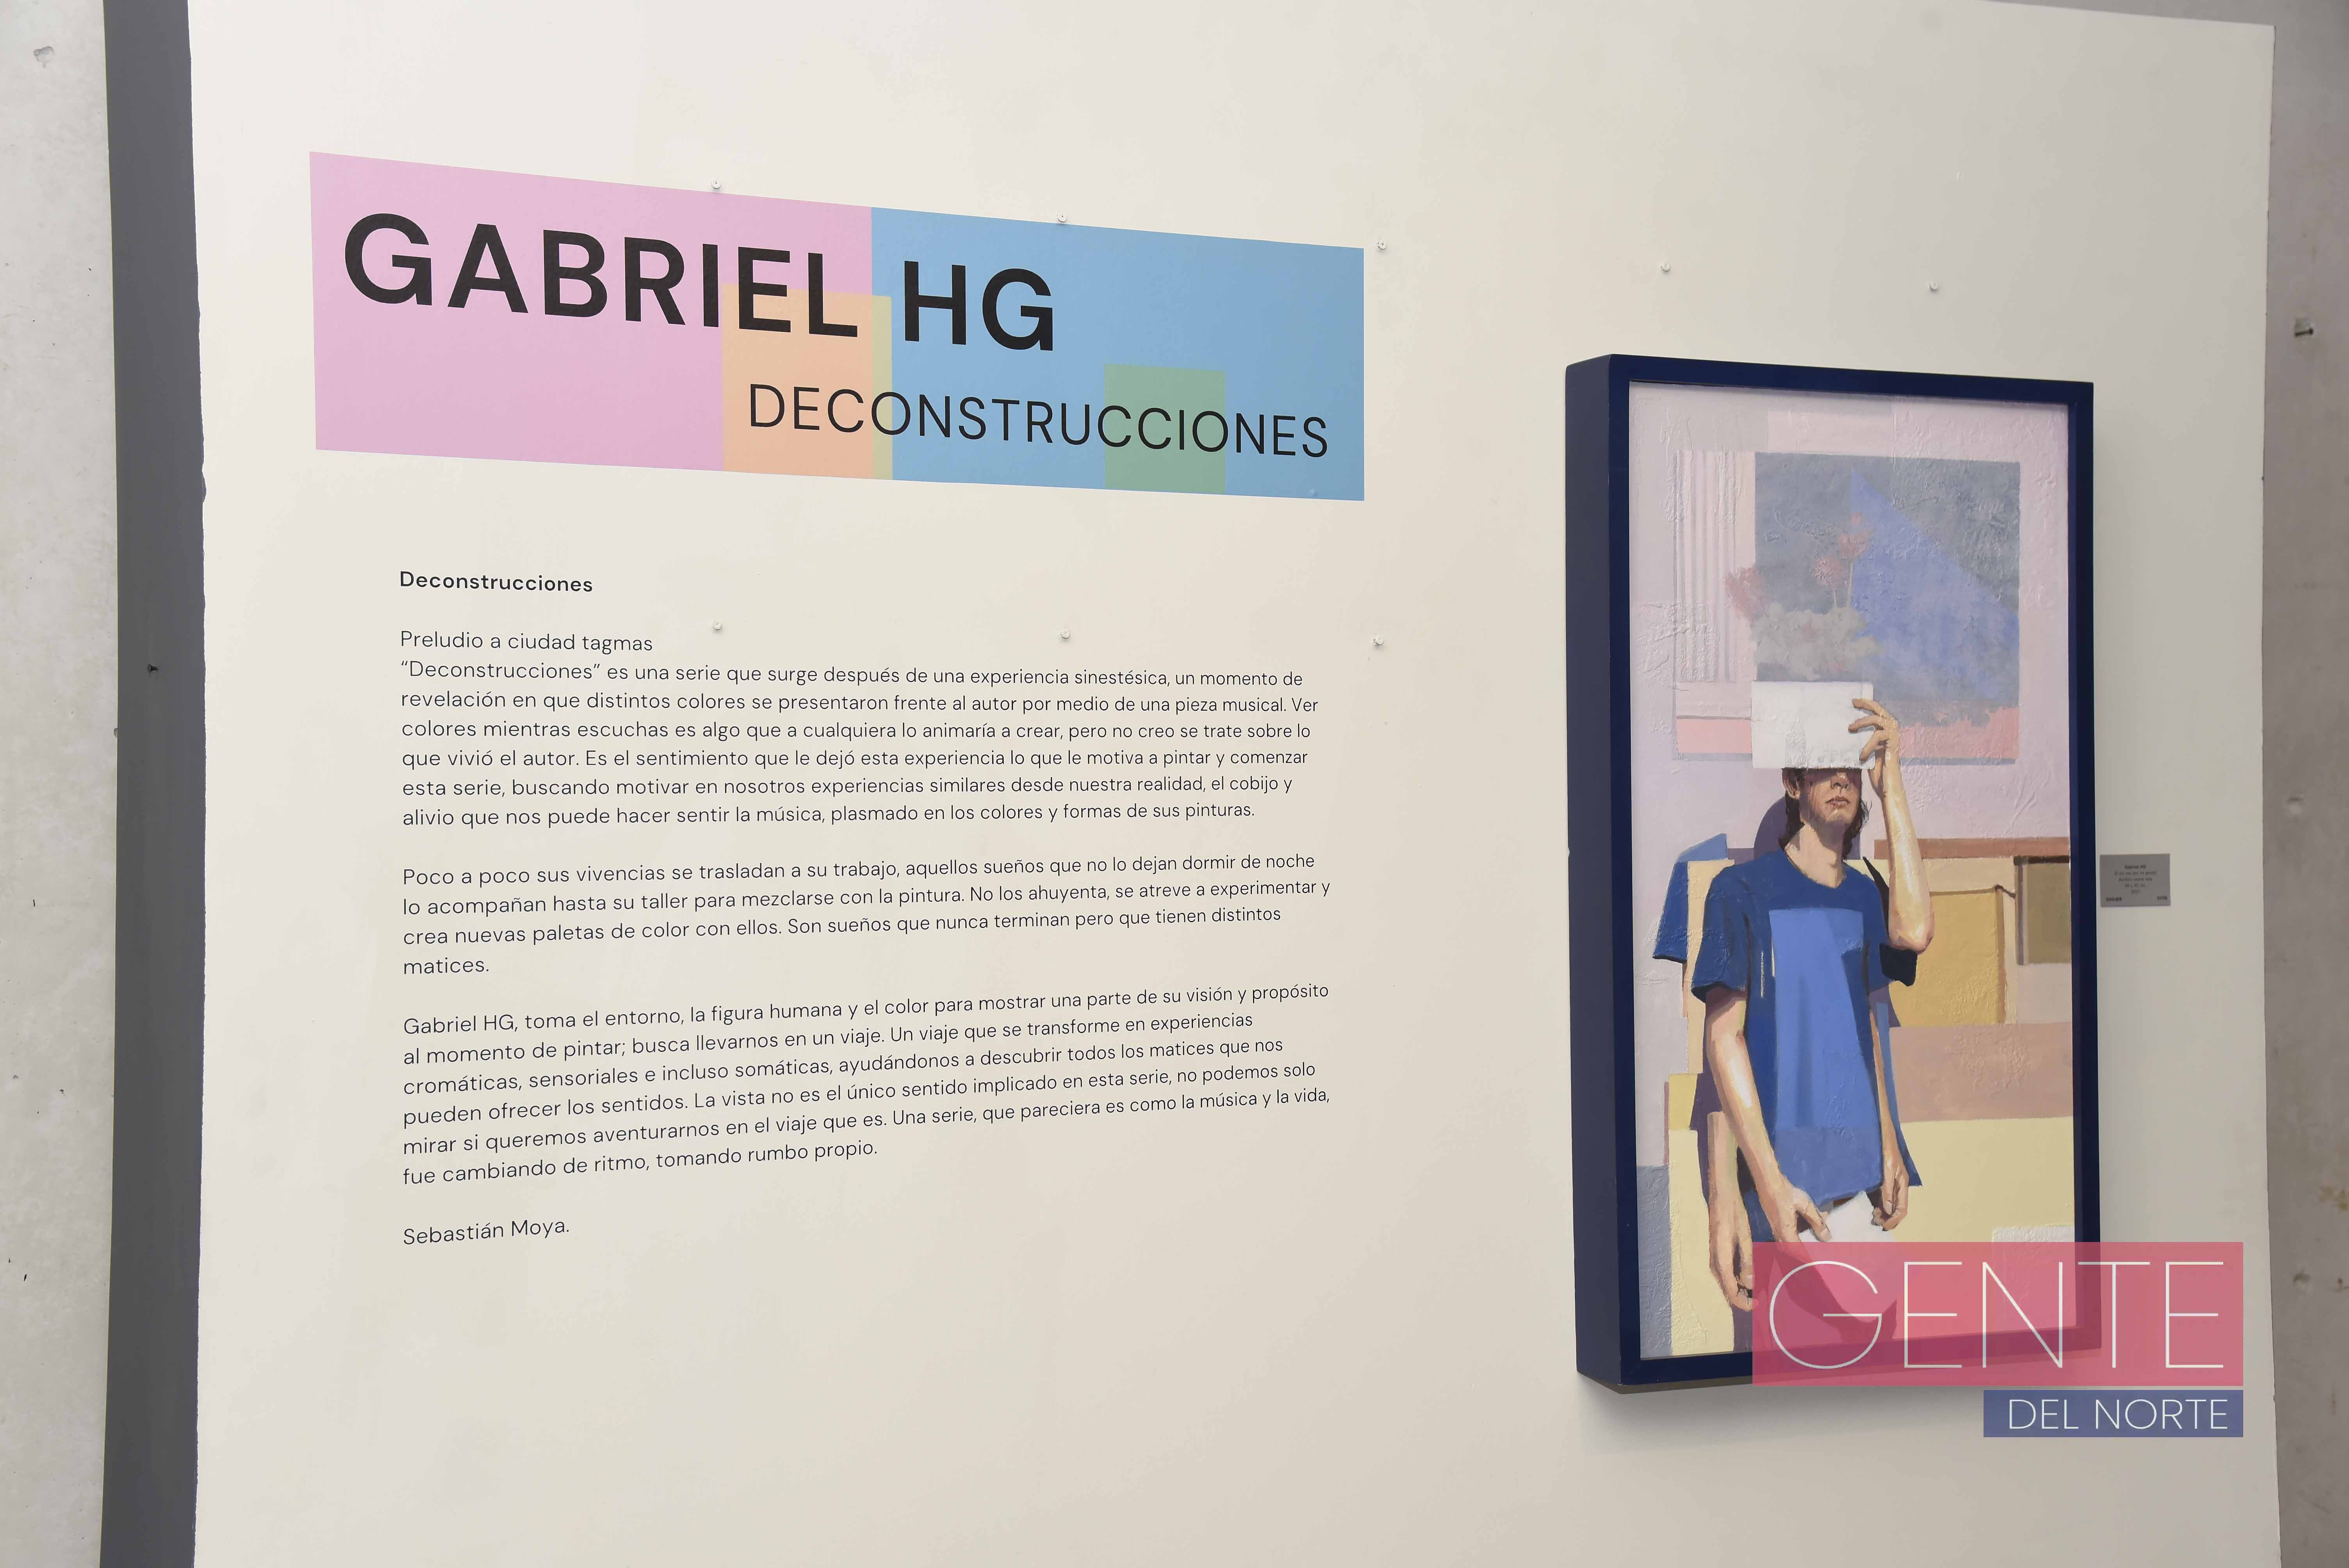 GABRIEL HG
DECONSTRUCCIONES
Deconstrucciones
Preludio a ciudad tagmas
“Deconstrucciones” es una serie que surge después de una experiencia sinestésica, un momento de
revelación en que distintos colores se presentaron frente al autor por medio de una pieza musical. Ver
colores mientras escuchas es algo que a cualquiera lo animaría a crear, pero no creo se trate sobre lo
que vivió el autor. Es el sentimiento que le dejó esta experiencia lo que le motiva a pintar y comenzar
esta serie, buscando motivar en nosotros experiencias similares desde nuestra realidad, el cobijo y
alivio que nos puede hacer sentir la música, plasmado en los colores y formas de sus pinturas.
Poco a poco sus vivencias se trasladan a su trabajo, aquellos sueños que no lo dejan dormir de noche
lo acompañan hasta su taller para mezclarse con la pintura. No los ahuyenta, se atreve a experimentar y
crea nuevas paletas de color con ellos. Son sueños que nunca terminan pero que tienen distintos
matices.
Gabriel HG, toma el entorno, la figura humana y el color para mostrar una parte de su visión y propósito
al momento de pintar; busca llevarnos en un viaje. Un viaje que se transforme en experiencias
cromáticas, sensoriales e incluso somáticas, ayudándonos a descubrir todos los matices que nos
pueden ofrecer los sentidos. La vista no es el único sentido implicado en esta serie, no podemos solo
mirar si queremos aventurarnos en el viaje que es. Una serie, que pareciera es como la música y la vida,
fue cambiando de ritmo, tomando rumbo propio.
Sebastián Moya.
Gabriel HG
GENTE
DEL NORTE